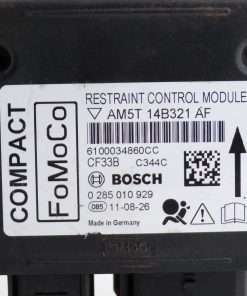 COMPACT
FoMoCo
RESTRAINT CONTROL MODULE
AM5T 14B321 AF
6100034860CC
CF33B C344C
BOSCH
0 285 010 929
085 11-08-26
Made in Germany